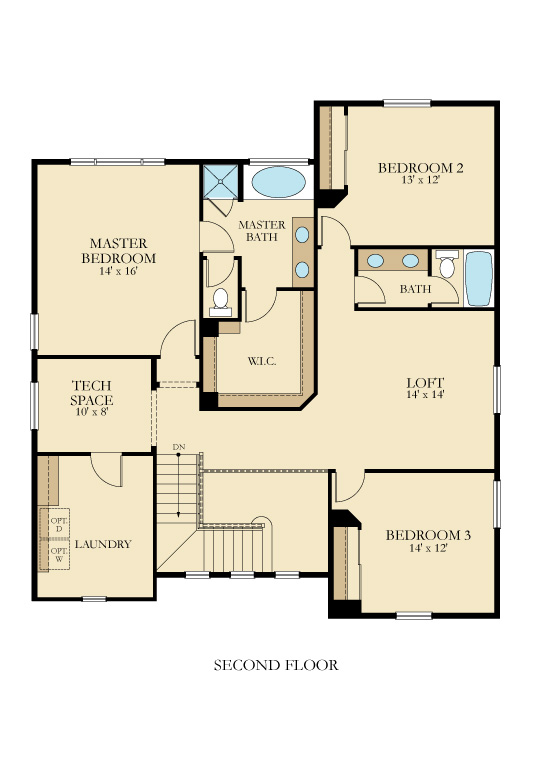 BEDROOM 2
13' x 12'
MASTER
BATH
MASTER
BEDROOM
14' x 16'
BATH
W.I.C.
TECH
SPACE
10' x 8'
LOFT
14' x 14'
DN
OPT.
D
OPT.
W
LAUNDRY
BEDROOM 3
14' x 12'
SECOND FLOOR